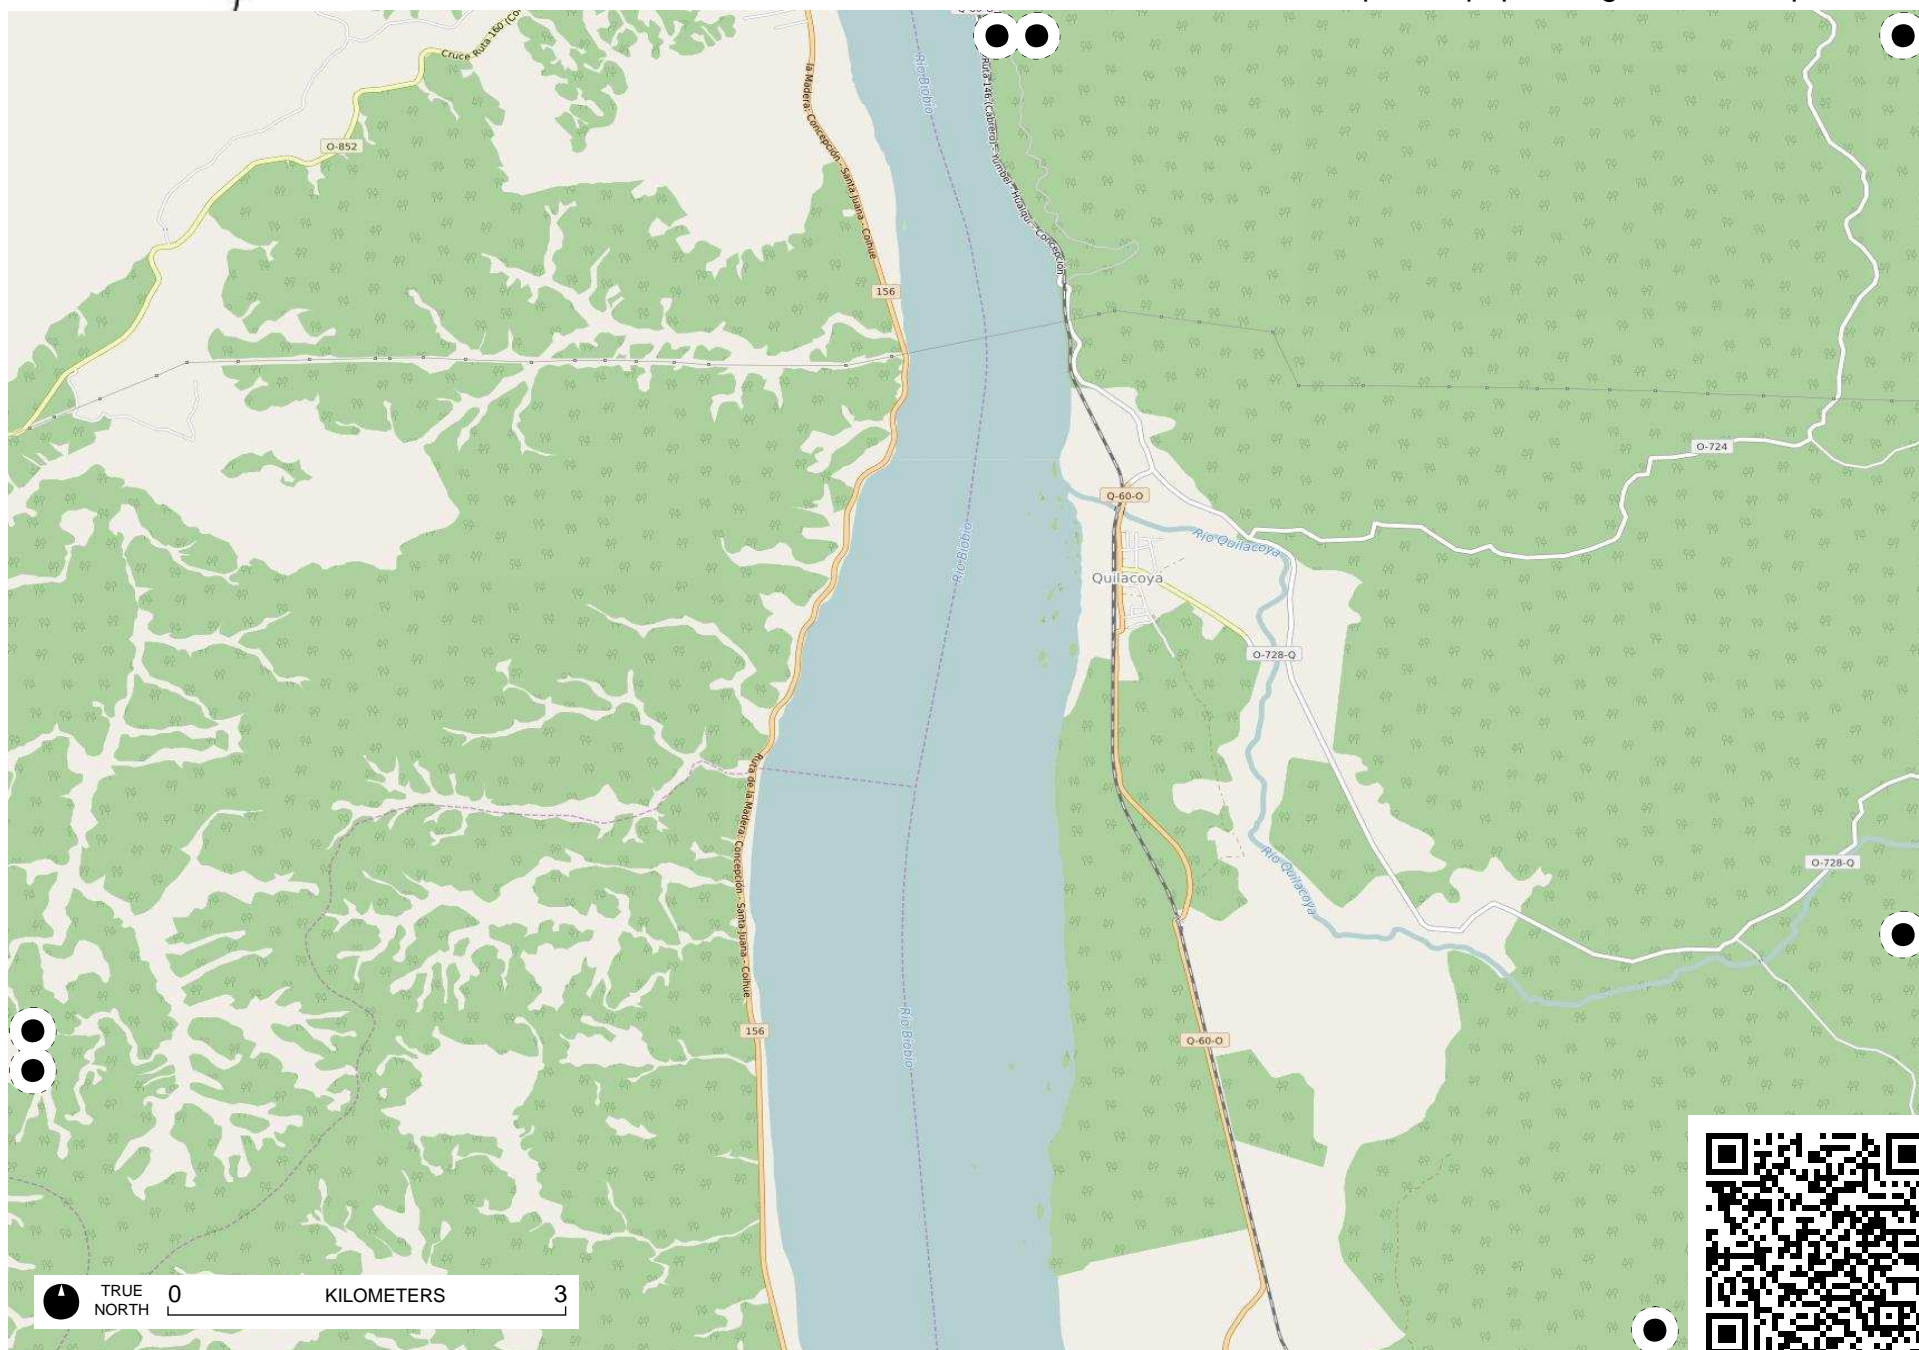 Cruce Ruta 160
O-852
la Madera: Concepción - Santa Juana - Coihue
Río Biobío
Ruta 146 (Cabrero) - Yumbel - Hualqui - Concepción
156
O-724
Q-60-O
Río Quilacoya
Río Biobío
Quilacoya
O-728-Q
Ruta de la Madera: Concepción - Santa Juana - Coihue
Río Quilacoya
O-728-Q
156
Río Biobío
Q-60-O
TRUE NORTH
0 KILOMETERS 3